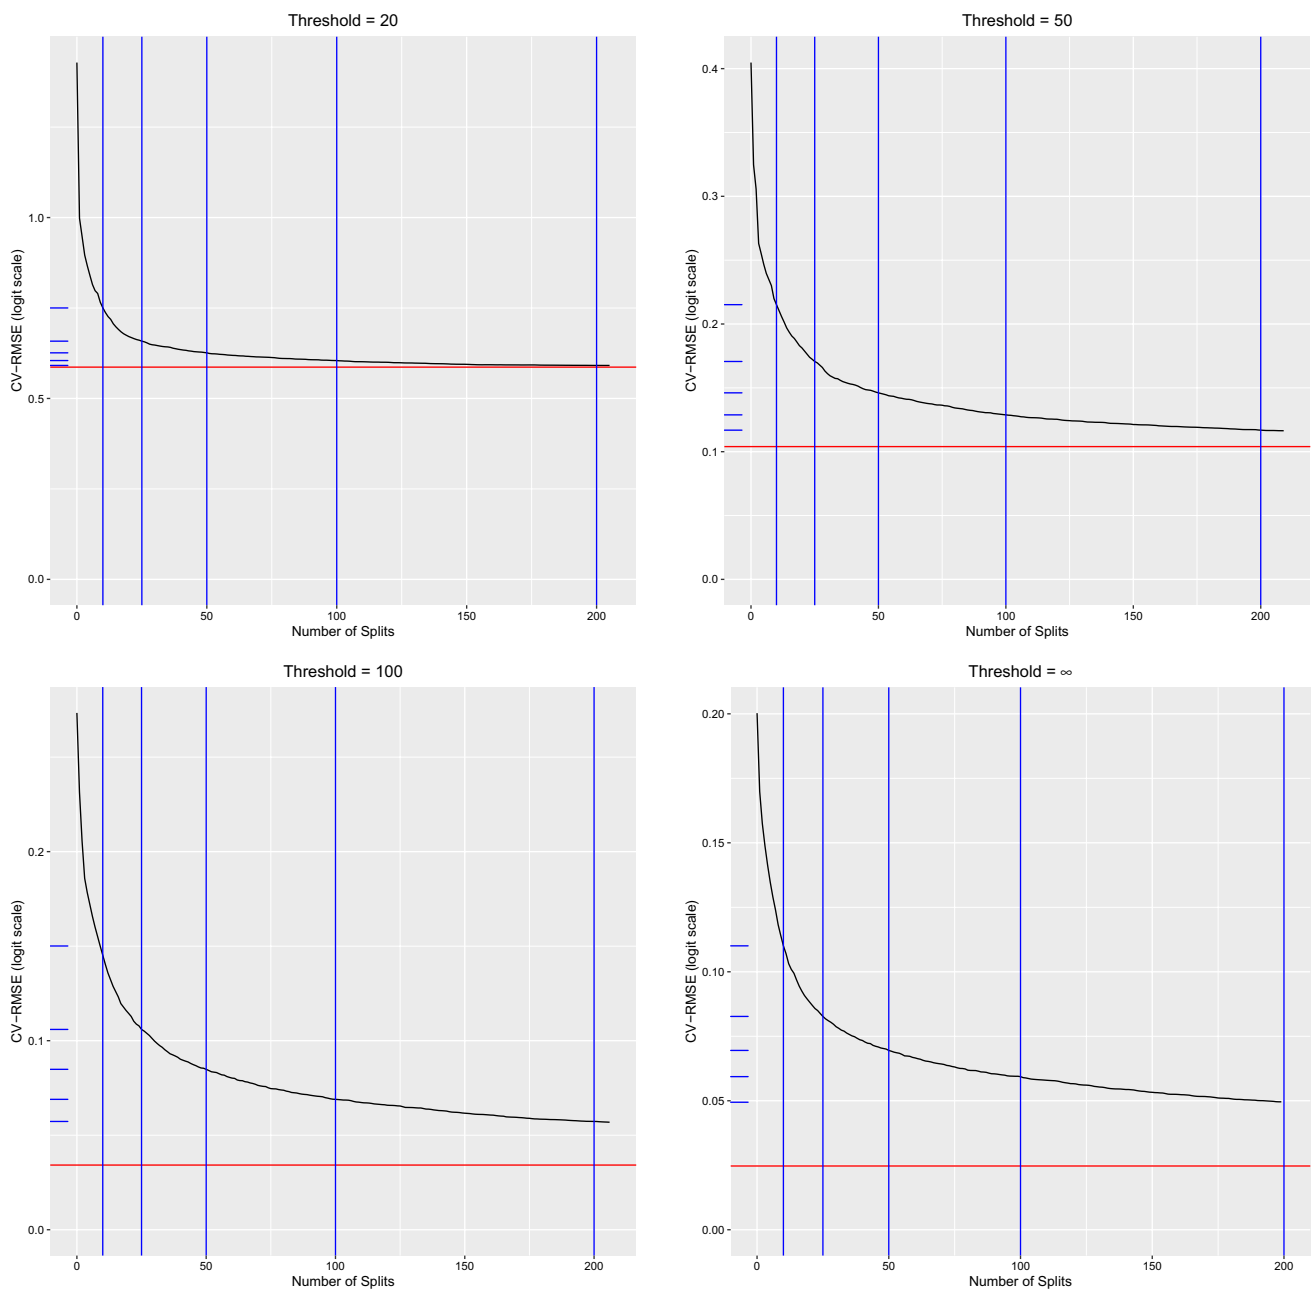 Threshold = 20
CV−RMSE (logit scale)
1.0
0.5
0.0
0 50 100 150 200
Number of Splits
Threshold = 50
CV−RMSE (logit scale)
0.4
0.3
0.2
0.1
0.0
0 50 100 150 200
Number of Splits
Threshold = 100
CV−RMSE (logit scale)
0.2
0.1
0.0
0 50 100 150 200
Number of Splits
Threshold = ∞
CV−RMSE (logit scale)
0.20
0.15
0.10
0.05
0.00
0 50 100 150 200
Number of Splits